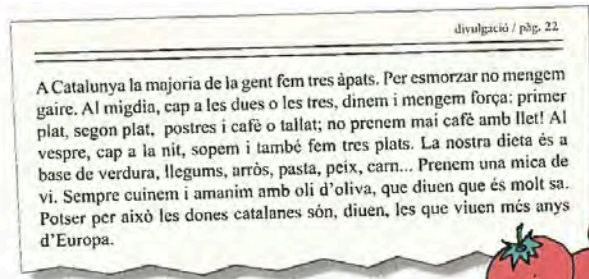 divulgació / pàg. 22
A Catalunya la majoria de la gent fem tres àpats. Per esmorzar no mengem
gaire. Al migdia, cap a les dues o les tres, dinem i mengem força: primer
plat, segon plat, postres i cafè o tallat; no prenem mai cafè amb llet! Al
vespre, cap a la nit, sopem i també fem tres plats. La nostra dieta és a
base de verdura, llegums, arròs, pasta, peix, carn... Prenem una mica de
vi. Sempre cuinem i amanim amb oli d'oliva, que diuen que és molt sa.
Potser per això les dones catalanes són, diuen, les que viuen més anys
d'Europa.